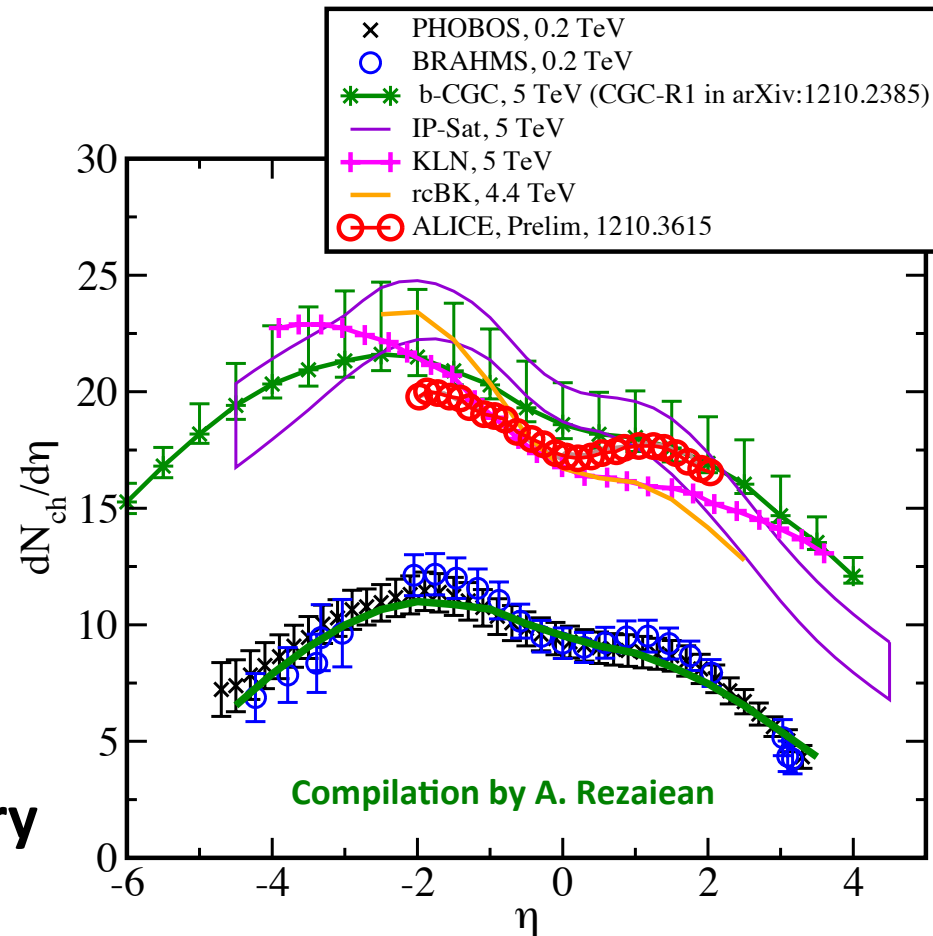 PHOBOS, 0.2 TeV
BRAHMS, 0.2 TeV
b-CGC, 5 TeV (CGC-R1 in arXiv:1210.2385)
IP-Sat, 5 TeV
KLN, 5 TeV
rcBK, 4.4 TeV
ALICE, Prelim, 1210.3615
30
25
20
15
10
5
0
dN_ch/dη
Compilation by A. Rezaiean
ry
-6 -4 -2 0 2 4
η